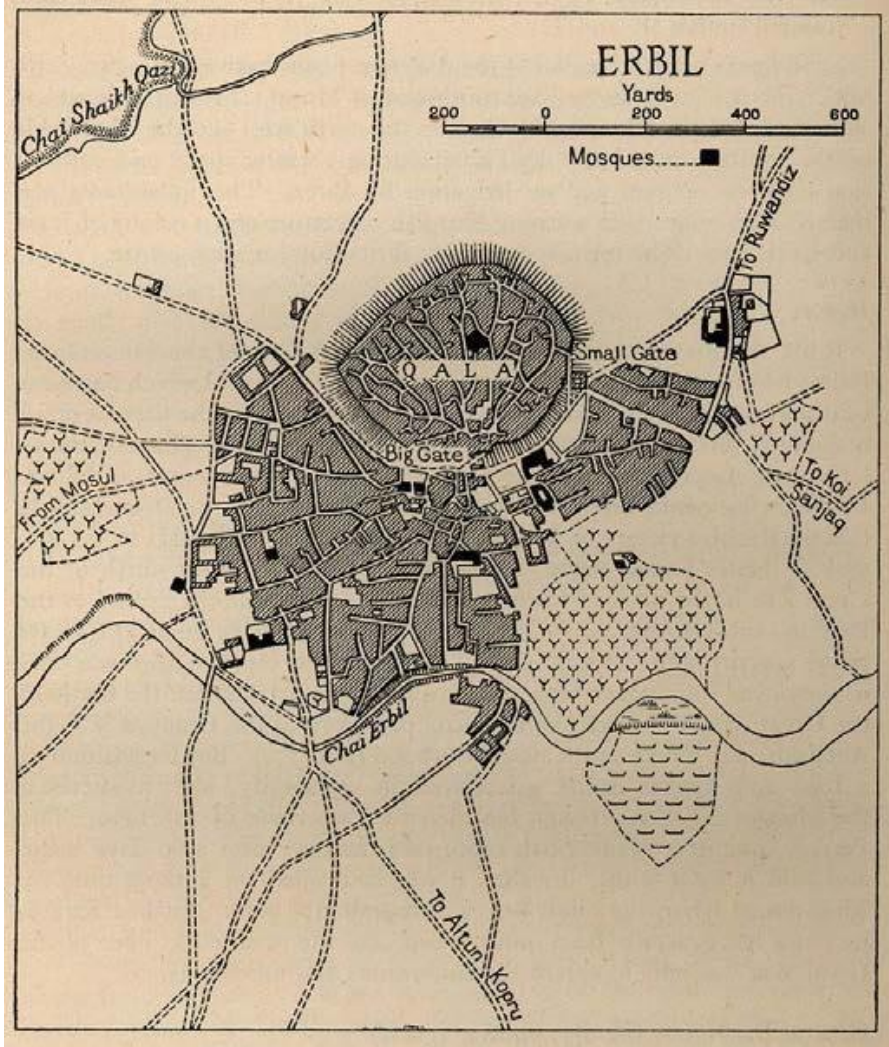 ERBIL
Yards
200 0 200 400 600
Mosques
Chai Shaikh Qazi
To Ruwandiz
Small Gate
QALA
Big Gate
From Mosul
To Koi
Sanjaq
Chai Erbil
To Altun Kopru